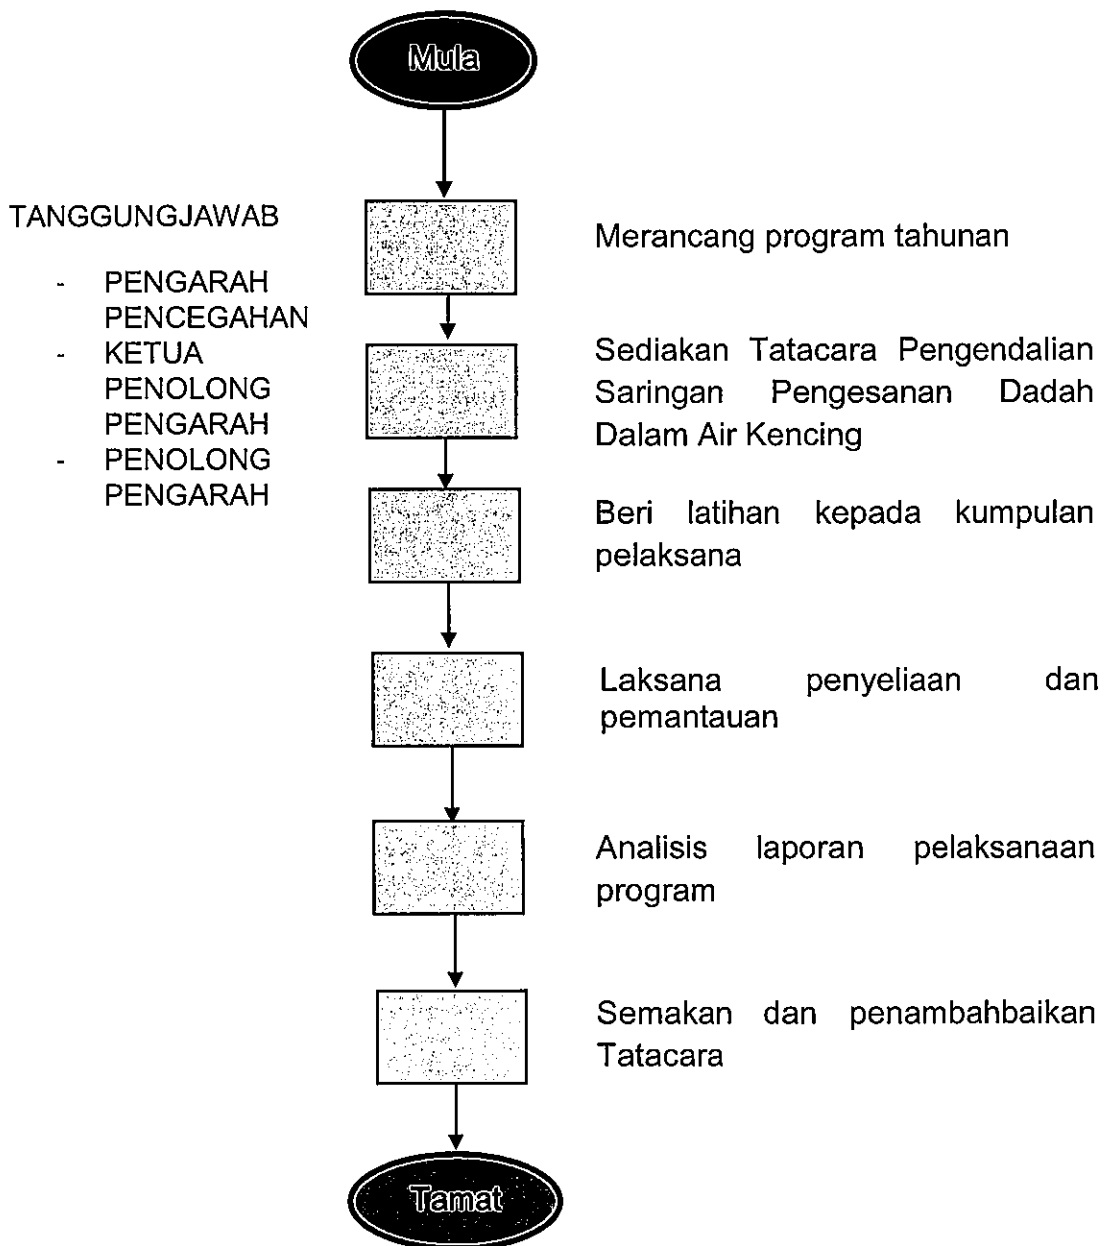 Mula
TANGGUNGJAWAB
- PENGARAH
PENCEGAHAN
- KETUA
PENOLONG
PENGARAH
- PENOLONG
PENGARAH
Merancang program tahunan
Sediakan Tatacara Pengendalian
Saringan Pengesanan Dadah
Dalam Air Kencing
Beri latihan kepada kumpulan
pelaksana
Laksana penyeliaan dan
pemantauan
Analisis laporan pelaksanaan
program
Semakan dan penambahbaikan
Tatacara
Tamat